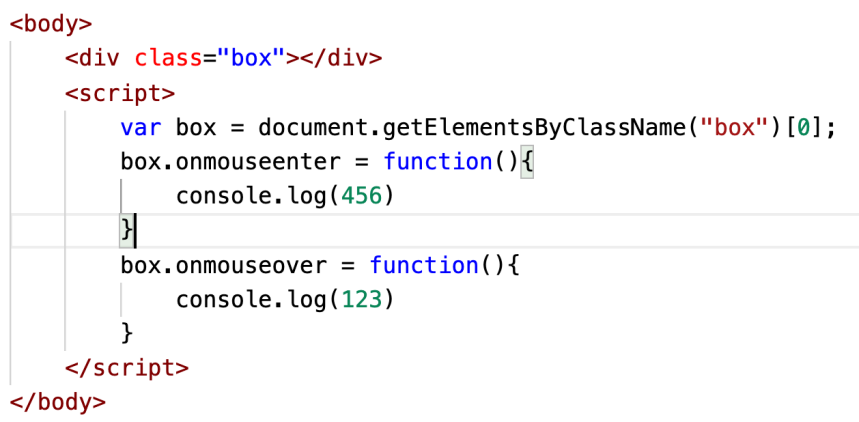 <body>
    <div class="box"></div>
    <script>
        var box = document.getElementsByClassName("box")[0];
        box.onmouseenter = function(){
            console.log(456)
        }
        box.onmouseover = function(){
            console.log(123)
        }
    </script>
</body>